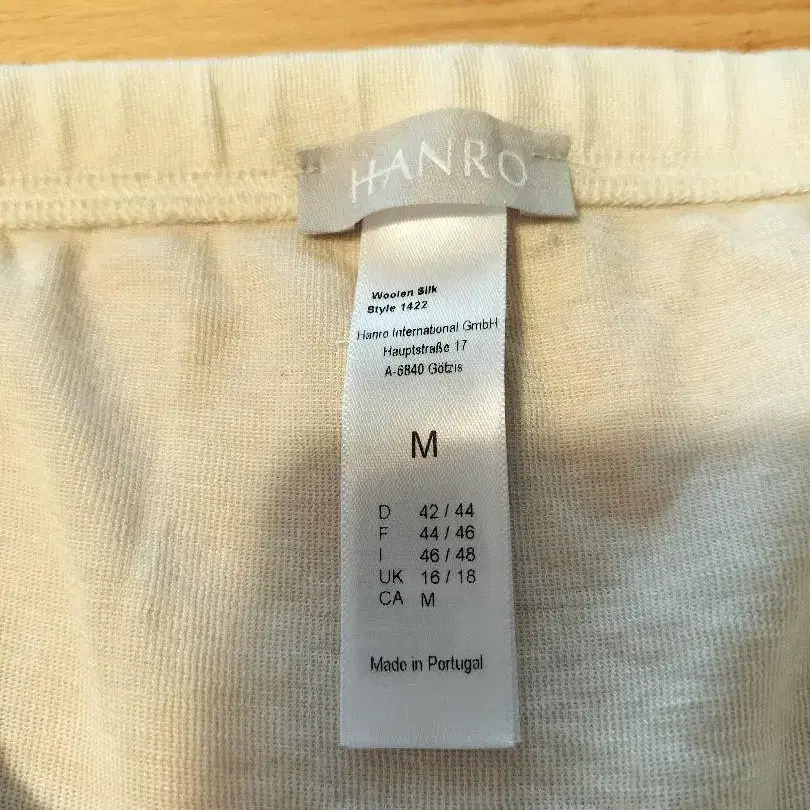 HANRO
Woolen Silk
Style 1422
Hanro International GmbH
Hauptstraße 17
A-6840 Götzis
M
D 42 / 44
F 44 / 46
I 46 / 48
UK 16 / 18
CA M
Made in Portugal